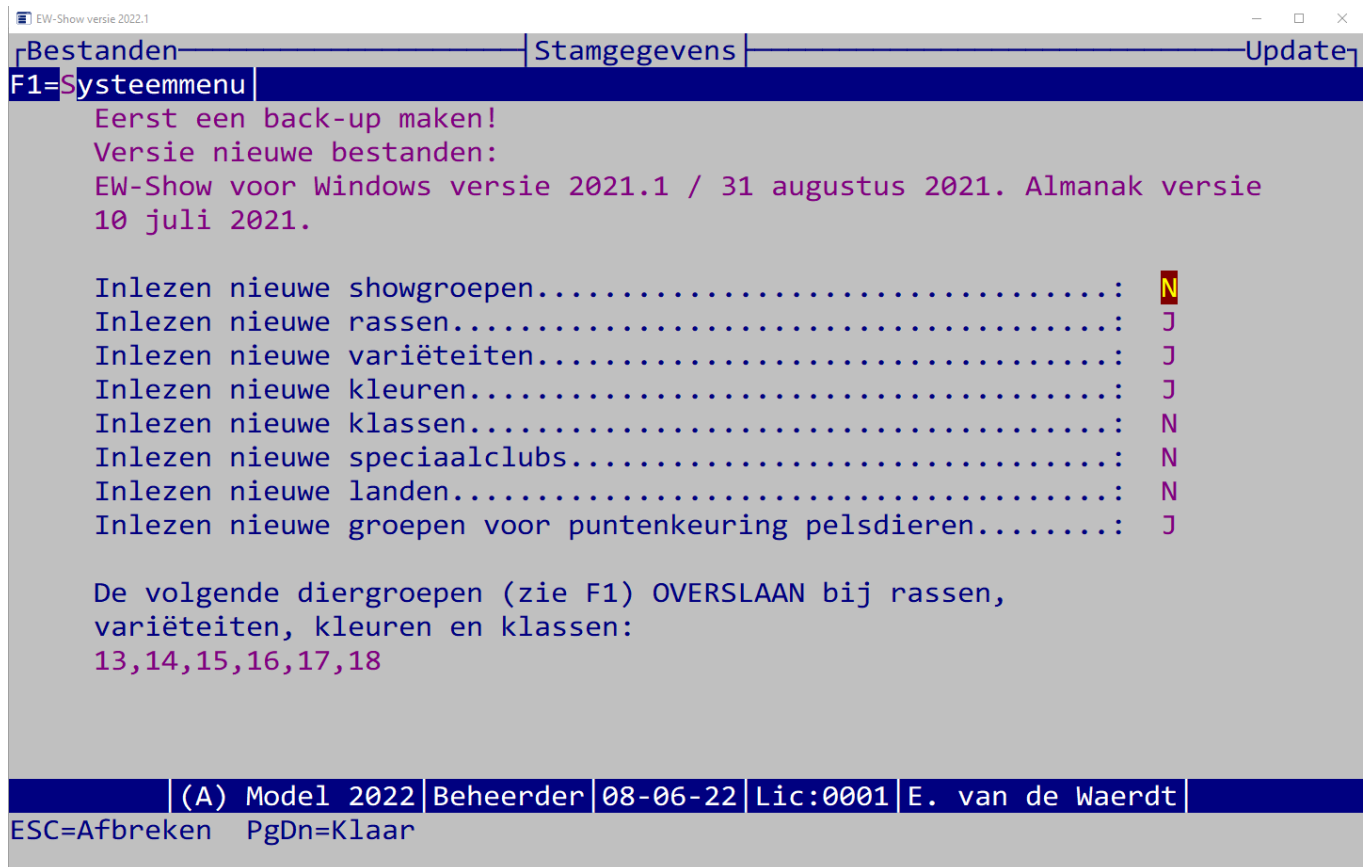 EW-Show versie 2022.1
Bestanden Stamgegevens Update
F1=Systeemmenu
Eerst een back-up maken!
Versie nieuwe bestanden:
EW-Show voor Windows versie 2021.1 / 31 augustus 2021. Almanak versie
10 juli 2021.
Inlezen nieuwe showgroepen..................................: N
Inlezen nieuwe rassen.......................................: J
Inlezen nieuwe variëteiten..................................: J
Inlezen nieuwe kleuren......................................: J
Inlezen nieuwe klassen......................................: N
Inlezen nieuwe speciaalclubs................................: N
Inlezen nieuwe landen.......................................: N
Inlezen nieuwe groepen voor puntenkeuring pelsdieren........: J
De volgende diergroepen (zie F1) OVERSLAAN bij rassen,
variëteiten, kleuren en klassen:
13,14,15,16,17,18
(A) Model 2022|Beheerder|08-06-22|Lic:0001|E. van de Waerdt
ESC=Afbreken PgDn=Klaar